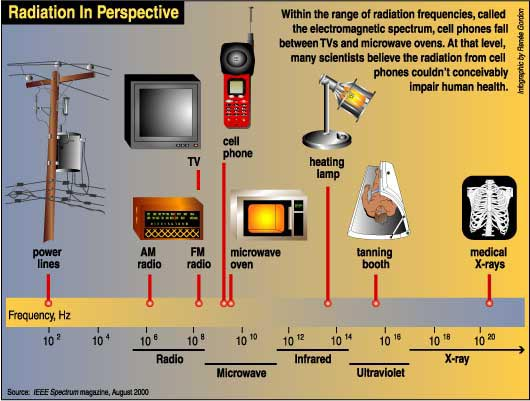 Radiation In Perspective
Within the range of radiation frequencies, called
the electromagnetic spectrum, cell phones fall
between TVs and microwave ovens. At that level,
many scientists believe the radiation from cell
phones couldn't conceivably
impair human health.
Infographic by Renée Gordon
TV
cell
phone
heating
lamp
power
lines
AM
radio
FM
radio
microwave
oven
tanning
booth
medical
X-rays
Frequency, Hz
10 2 10 4 10 6 10 8 10 10 10 12 10 14 10 16 10 18 10 20
Radio Infrared X-ray
Microwave Ultraviolet
Source: IEEE Spectrum magazine, August 2000